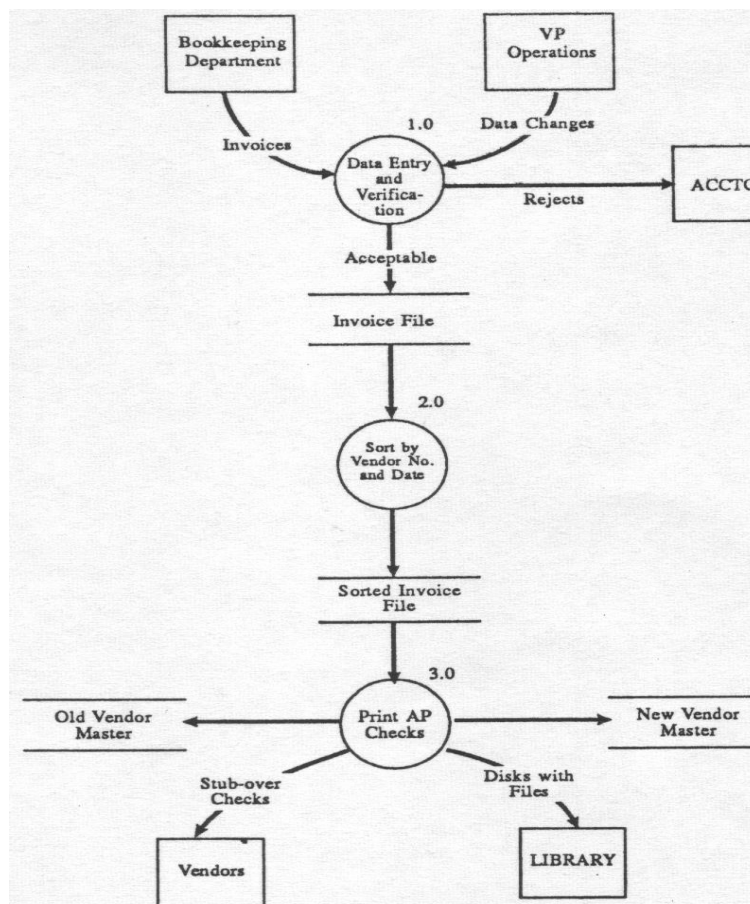 Bookkeeping
Department
VP
Operations
1.0
Invoices
Data Changes
Data Entry
and
Verifica-
tion
Rejects
ACCTG
Acceptable
Invoice File
2.0
Sort by
Vendor No.
and Date
Sorted Invoice
File
3.0
Old Vendor
Master
Print AP
Checks
New Vendor
Master
Stub-over
Checks
Disks with
Files
Vendors
LIBRARY